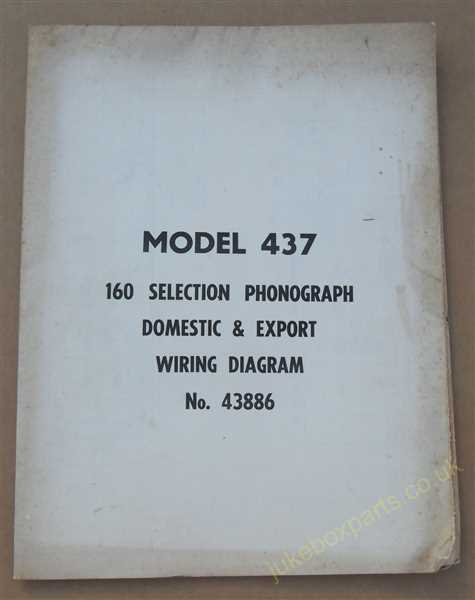 MODEL 437
160 SELECTION PHONOGRAPH
DOMESTIC & EXPORT
WIRING DIAGRAM
No. 43886
jukeboxparts.co.uk